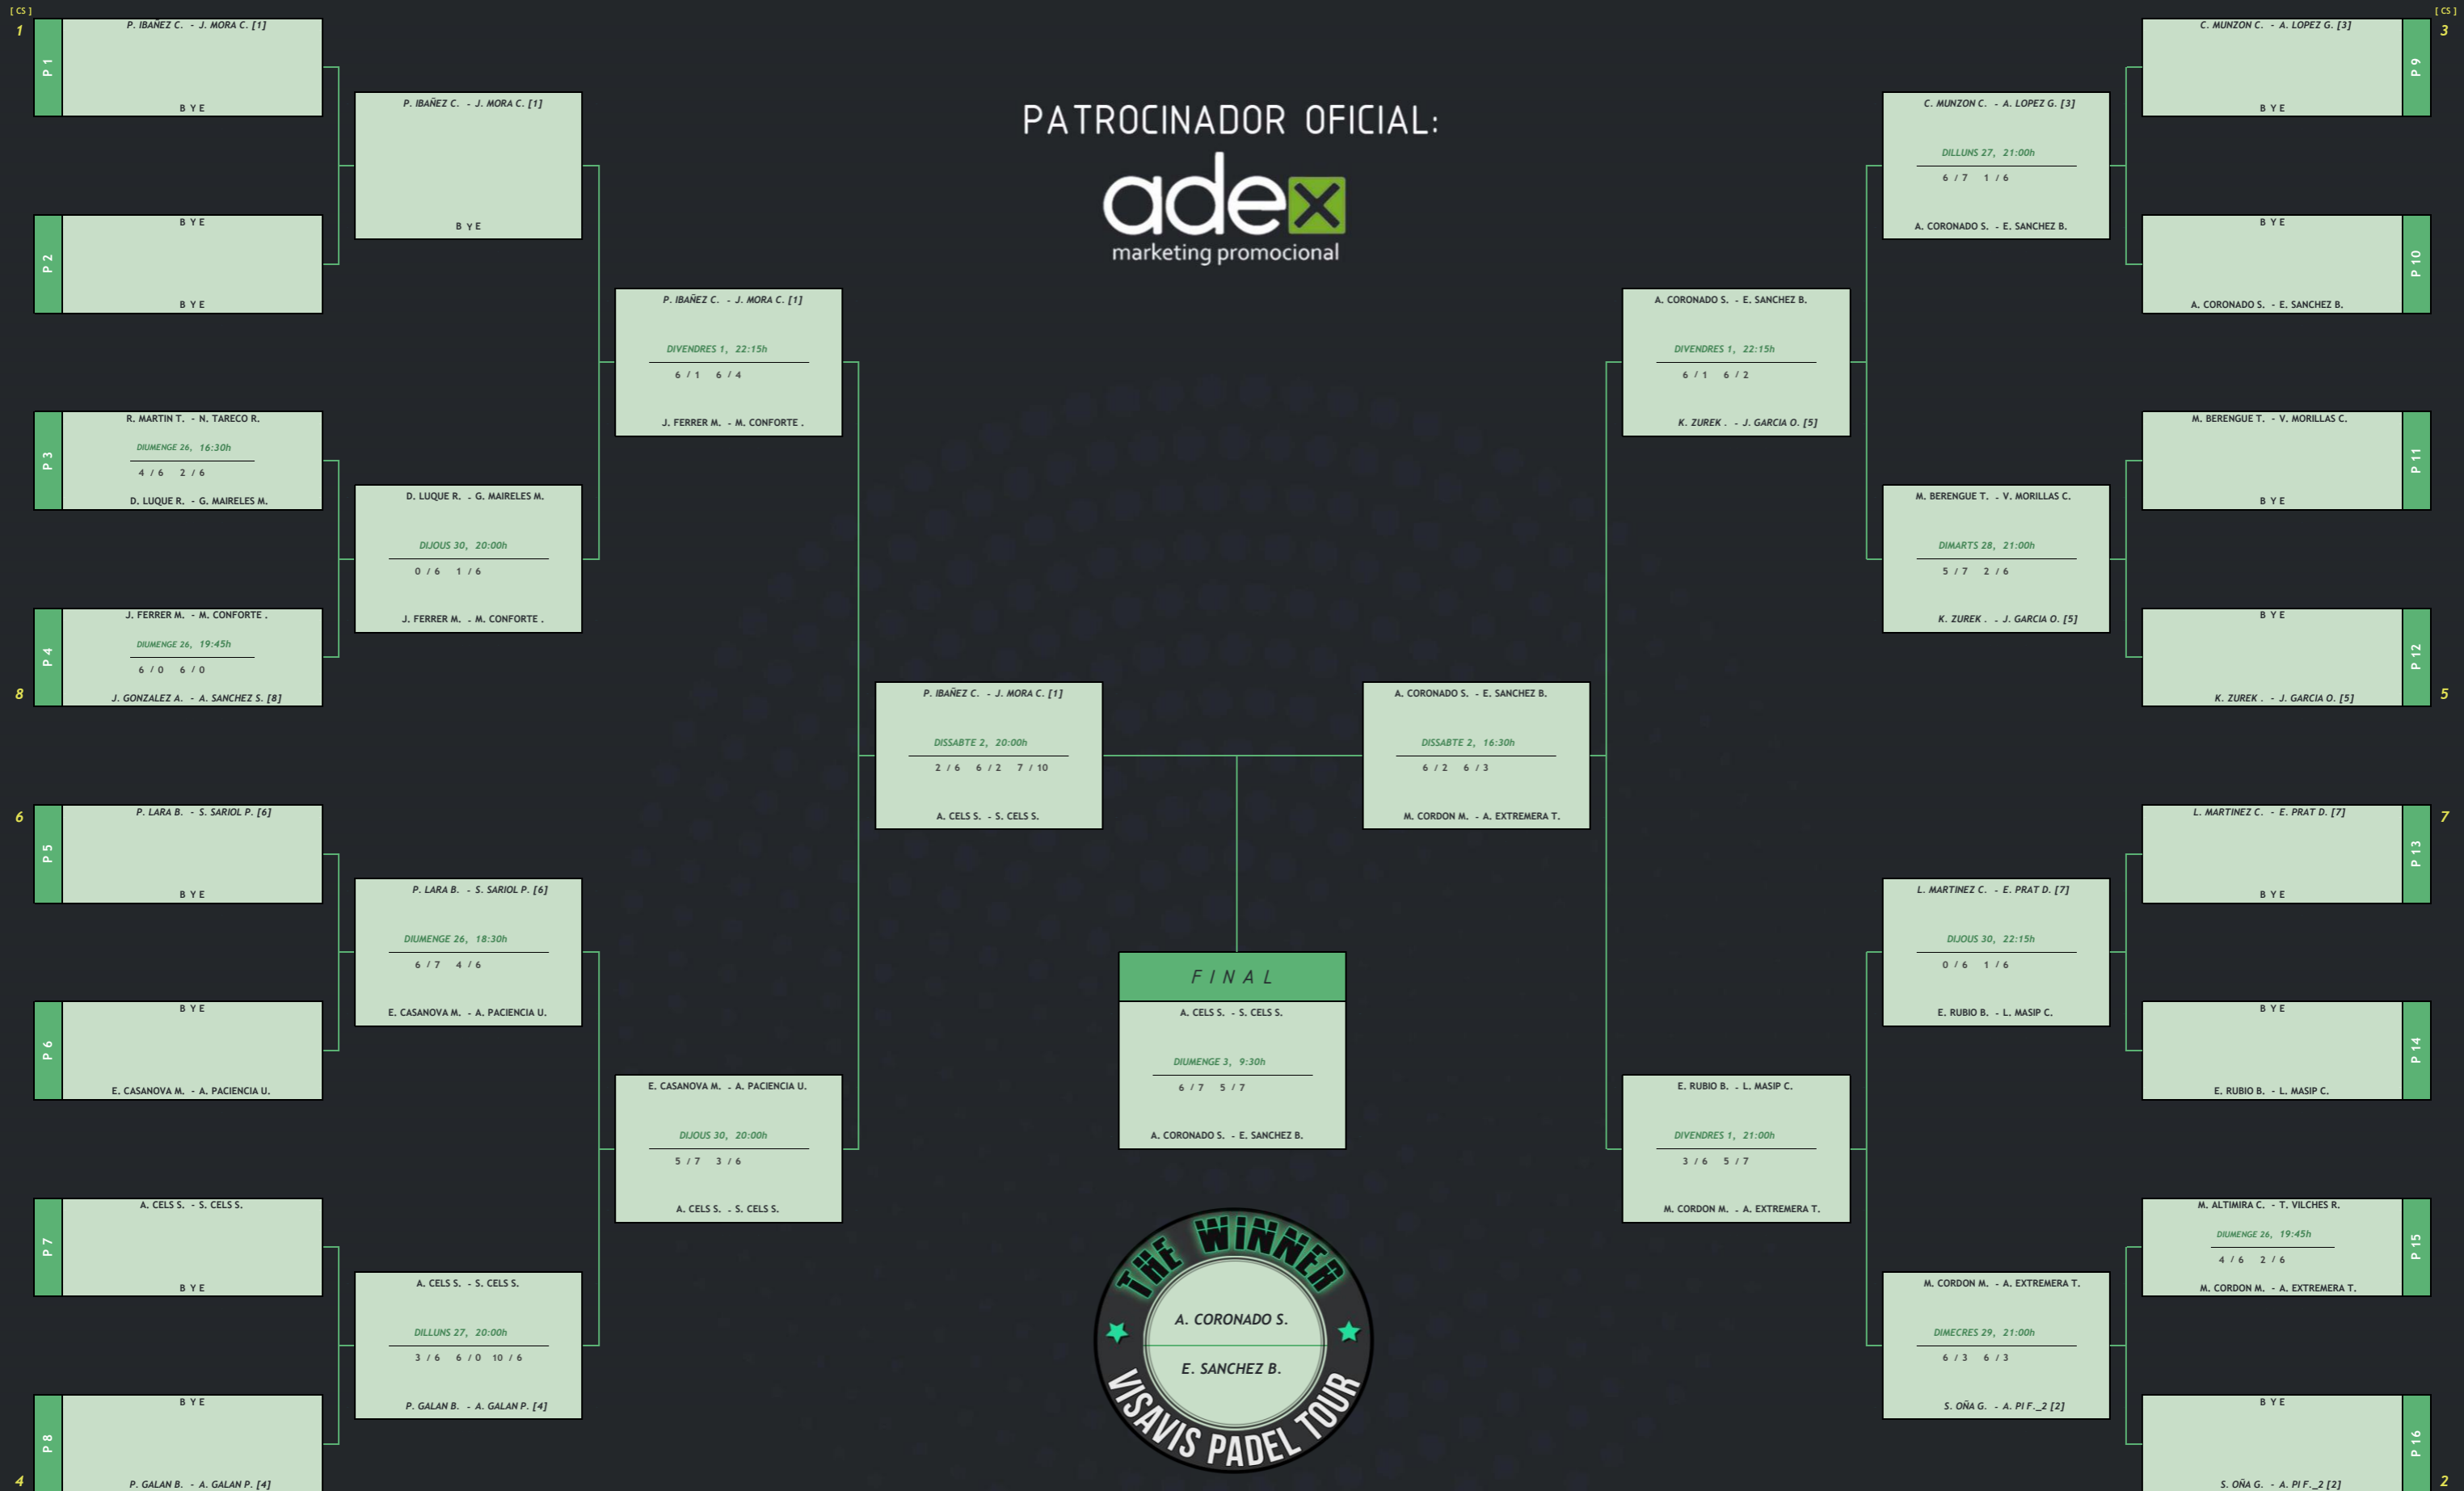 [ CS ]
1
P 1
P. IBAÑEZ C. - J. MORA C. [1]
B Y E
P 2
B Y E
B Y E
P 3
R. MARTIN T. - N. TARECO R.
DIUMENGE 26, 16:30h
4 / 6 2 / 6
D. LUQUE R. - G. MAIRELES M.
8
P 4
J. FERRER M. - M. CONFORTE .
DIUMENGE 26, 19:45h
6 / 0 6 / 0
J. GONZALEZ A. - A. SANCHEZ S. [8]
6
P 5
P. LARA B. - S. SARIOL P. [6]
B Y E
P 6
B Y E
E. CASANOVA M. - A. PACIENCIA U.
P 7
A. CELS S. - S. CELS S.
B Y E
4
P 8
B Y E
P. GALAN B. - A. GALAN P. [4]
P. IBAÑEZ C. - J. MORA C. [1]
B Y E
D. LUQUE R. - G. MAIRELES M.
DIJOUS 30, 20:00h
0 / 6 1 / 6
J. FERRER M. - M. CONFORTE .
P. LARA B. - S. SARIOL P. [6]
DIUMENGE 26, 18:30h
6 / 7 4 / 6
E. CASANOVA M. - A. PACIENCIA U.
A. CELS S. - S. CELS S.
DILLUNS 27, 20:00h
3 / 6 6 / 0 10 / 6
P. GALAN B. - A. GALAN P. [4]
P. IBAÑEZ C. - J. MORA C. [1]
DIVENDRES 1, 22:15h
6 / 1 6 / 4
J. FERRER M. - M. CONFORTE .
E. CASANOVA M. - A. PACIENCIA U.
DIJOUS 30, 20:00h
5 / 7 3 / 6
A. CELS S. - S. CELS S.
P. IBAÑEZ C. - J. MORA C. [1]
DISSABTE 2, 20:00h
2 / 6 6 / 2 7 / 10
A. CELS S. - S. CELS S.
PATROCINADOR OFICIAL:
adex
marketing promocional
FINAL
A. CELS S. - S. CELS S.
DIUMENGE 3, 9:30h
6 / 7 5 / 7
A. CORONADO S. - E. SANCHEZ B.
THE WINNER
A. CORONADO S.
E. SANCHEZ B.
VISAVIS PADEL TOUR
A. CORONADO S. - E. SANCHEZ B.
DISSABTE 2, 16:30h
6 / 2 6 / 3
M. CORDON M. - A. EXTREMERA T.
A. CORONADO S. - E. SANCHEZ B.
DIVENDRES 1, 22:15h
6 / 1 6 / 2
K. ZUREK . - J. GARCIA O. [5]
E. RUBIO B. - L. MASIP C.
DIVENDRES 1, 21:00h
3 / 6 5 / 7
M. CORDON M. - A. EXTREMERA T.
C. MUNZON C. - A. LOPEZ G. [3]
DILLUNS 27, 21:00h
6 / 7 1 / 6
A. CORONADO S. - E. SANCHEZ B.
M. BERENGUE T. - V. MORILLAS C.
DIMARTS 28, 21:00h
5 / 7 2 / 6
K. ZUREK . - J. GARCIA O. [5]
L. MARTINEZ C. - E. PRAT D. [7]
DIJOUS 30, 22:15h
0 / 6 1 / 6
E. RUBIO B. - L. MASIP C.
M. CORDON M. - A. EXTREMERA T.
DIMECRES 29, 21:00h
6 / 3 6 / 3
S. OÑA G. - A. PI F._2 [2]
[ CS ]
3
P 9
C. MUNZON C. - A. LOPEZ G. [3]
B Y E
P 10
B Y E
A. CORONADO S. - E. SANCHEZ B.
P 11
M. BERENGUE T. - V. MORILLAS C.
B Y E
5
P 12
B Y E
K. ZUREK . - J. GARCIA O. [5]
7
P 13
L. MARTINEZ C. - E. PRAT D. [7]
B Y E
P 14
B Y E
E. RUBIO B. - L. MASIP C.
P 15
M. ALTIMIRA C. - T. VILCHES R.
DIUMENGE 26, 19:45h
4 / 6 2 / 6
M. CORDON M. - A. EXTREMERA T.
2
P 16
B Y E
S. OÑA G. - A. PI F._2 [2]